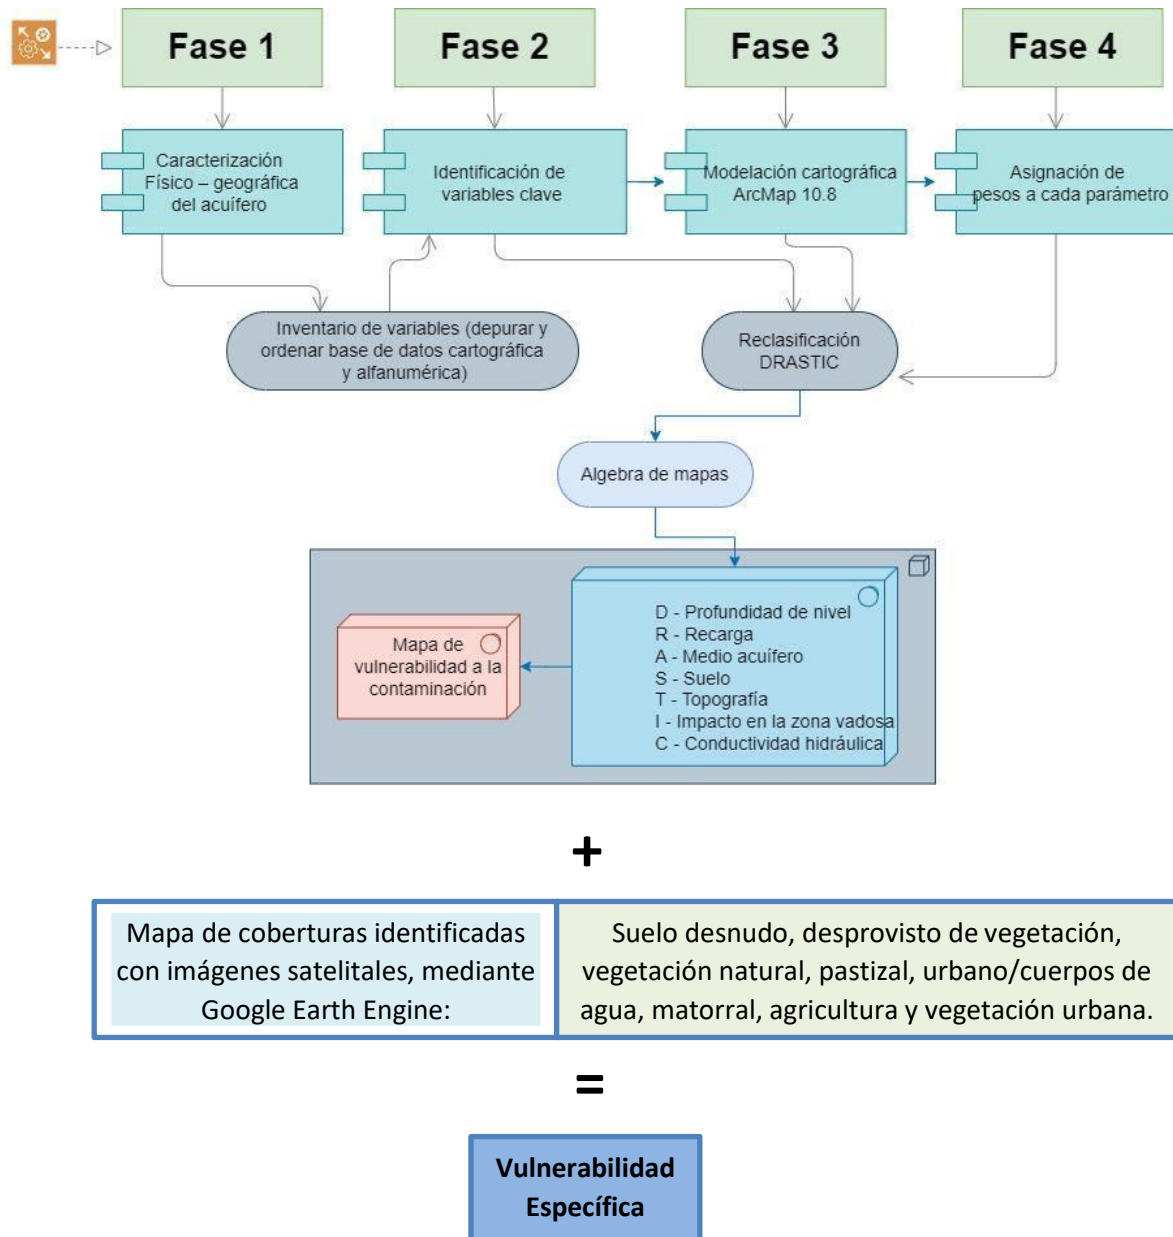 Fase 1
Fase 2
Fase 3
Fase 4
Caracterización
Físico – geográfica
del acuífero
Identificación de
variables clave
Modelación cartográfica
ArcMap 10.8
Asignación de
pesos a cada parámetro
Inventario de variables (depurar y
ordenar base de datos cartográfica
y alfanumérica)
Reclasificación
DRASTIC
Algebra de mapas
Mapa de
vulnerabilidad a la
contaminación
D - Profundidad de nivel
R - Recarga
A - Medio acuífero
S - Suelo
T - Topografía
I - Impacto en la zona vadosa
C - Conductividad hidráulica
+
Mapa de coberturas identificadas
con imágenes satelitales, mediante
Google Earth Engine:
Suelo desnudo, desprovisto de vegetación,
vegetación natural, pastizal, urbano/cuerpos de
agua, matorral, agricultura y vegetación urbana.
=
Vulnerabilidad
Específica